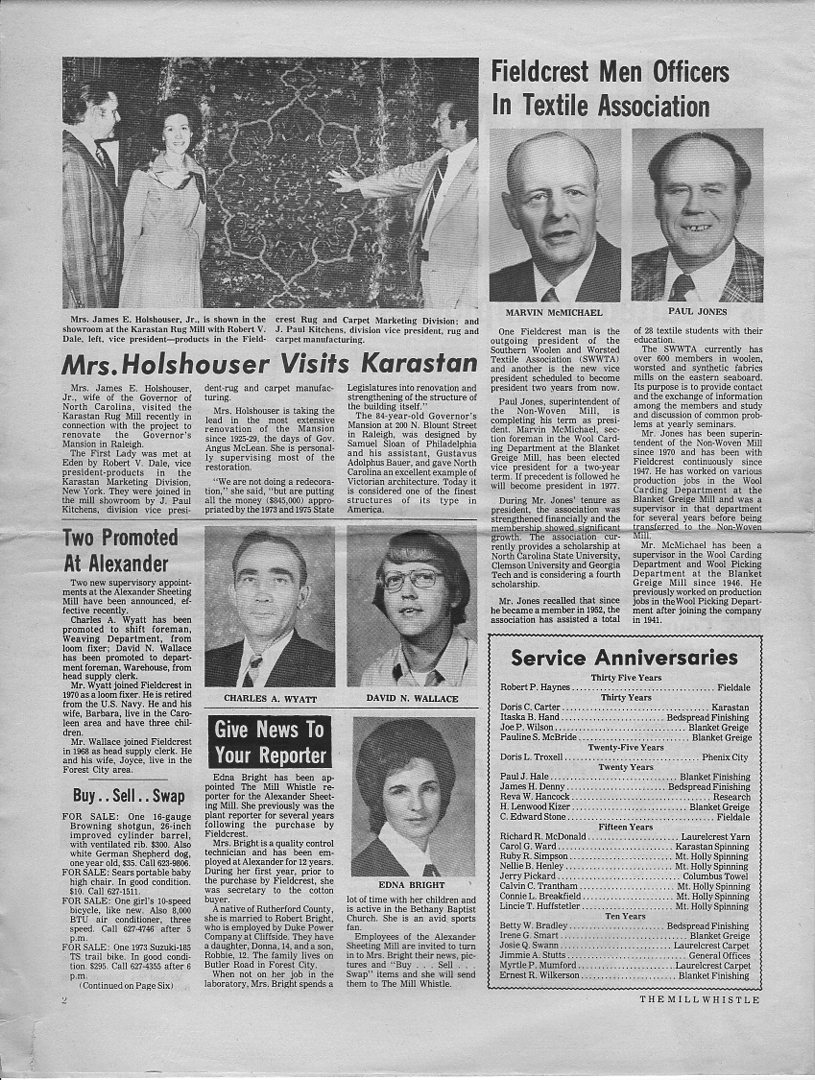 Mrs. James E. Holshouser, Jr., is shown in the
showroom at the Karastan Rug Mill with Robert V.
Dale, left, vice president—products in the Field-
crest Rug and Carpet Marketing Division; and
J. Paul Kitchens, division vice president, rug and
carpet manufacturing.
Mrs. Holshouser Visits Karastan
Mrs. James E. Holshouser,
Jr., wife of the Governor of
North Carolina, visited the
Karastan Rug Mill recently in
connection with the project to
renovate the Governor's
Mansion in Raleigh.
The First Lady was met at
Eden by Robert V. Dale, vice
president-products in the
Karastan Marketing Division,
New York. They were joined in
the mill showroom by J. Paul
Kitchens, division vice presi-
dent-rug and carpet manufac-
turing.
Mrs. Holshouser is taking the
lead in the most extensive
renovation of the Mansion
since 1925-29, the days of Gov.
Angus McLean. She is personal-
ly supervising most of the
restoration.
"We are not doing a redecora-
tion," she said, "but are putting
all the money ($845,000) appro-
priated by the 1973 and 1975 State
Legislatures into renovation and
strengthening of the structure of
the building itself."
The 84-year-old Governor's
Mansion at 200 N. Blount Street
in Raleigh, was designed by
Samuel Sloan of Philadelphia
and his assistant, Gustavus
Adolphus Bauer, and gave North
Carolina an excellent example of
Victorian architecture. Today it
is considered one of the finest
structures of its type in
America.
Fieldcrest Men Officers
In Textile Association
MARVIN McMICHAEL
PAUL JONES
One Fieldcrest man is the
outgoing president of the
Southern Woolen and Worsted
Textile Association (SWWTA)
and another is the new vice
president scheduled to become
president two years from now.
Paul Jones, superintendent of
the Non-Woven Mill, is
completing his term as presi-
dent. Marvin McMichael, sec-
tion foreman in the Wool Card-
ing Department at the Blanket
Greige Mill, has been elected
vice president for a two-year
term. If precedent is followed he
will become president in 1977.
During Mr. Jones' tenure as
president, the association was
strengthened financially and the
membership showed significant
growth. The association cur-
rently provides a scholarship at
North Carolina State University,
Clemson University and Georgia
Tech and is considering a fourth
scholarship.
Mr. Jones recalled that since
he became a member in 1952, the
association has assisted a total
of 28 textile students with their
education.
The SWWTA currently has
over 600 members in woolen,
worsted and synthetic fabrics
mills on the eastern seaboard.
Its purpose is to provide contact
and the exchange of information
among the members and study
and discussion of common prob-
lems at yearly seminars.
Mr. Jones has been superin-
tendent of the Non-Woven Mill
since 1970 and has been with
Fieldcrest continuously since
1947. He has worked on various
production jobs in the Wool
Carding Department at the
Blanket Greige Mill and was a
supervisor in that department
for several years before being
transferred to the Non-Woven
Mill.
Mr. McMichael has been a
supervisor in the Wool Carding
Department and Wool Picking
Department at the Blanket
Greige Mill since 1946. He
previously worked on production
jobs in the Wool Picking Depart-
ment after joining the company
in 1941.
Two Promoted
At Alexander
Two new supervisory appoint-
ments at the Alexander Sheeting
Mill have been announced, ef-
fective recently.
Charles A. Wyatt has been
promoted to shift foreman,
Weaving Department, from
loom fixer; David N. Wallace
has been promoted to depart-
ment foreman, Warehouse, from
head supply clerk.
Mr. Wyatt joined Fieldcrest in
1970 as a loom fixer. He is retired
from the U.S. Navy. He and his
wife, Barbara, live in the Caro-
leen area and have three chil-
dren.
Mr. Wallace joined Fieldcrest
in 1968 as head supply clerk. He
and his wife, Joyce, live in the
Forest City area.
CHARLES A. WYATT
DAVID N. WALLACE
Buy . . Sell . . Swap
FOR SALE: One 16-gauge
Browning shotgun, 26-inch
improved cylinder barrel,
with ventilated rib. $300. Also
white German Shepherd dog,
one year old, $35. Call 623-9806.
FOR SALE: Sears portable baby
high chair. In good condition.
$10. Call 627-1511.
FOR SALE: One girl's 10-speed
bicycle, like new. Also 8,000
BTU air conditioner, three
speed. Call 627-4746 after 5
p.m.
FOR SALE: One 1973 Suzuki-185
TS trail bike. In good condi-
tion. $295. Call 627-4355 after 6
p.m.
(Continued on Page Six)
Give News To
Your Reporter
Edna Bright has been ap-
pointed The Mill Whistle re-
porter for the Alexander Sheet-
ing Mill. She previously was the
plant reporter for several years
following the purchase by
Fieldcrest.
Mrs. Bright is a quality control
technician and has been em-
ployed at Alexander for 12 years.
During her first year, prior to
the purchase by Fieldcrest, she
was secretary to the cotton
buyer.
A native of Rutherford County,
she is married to Robert Bright,
who is employed by Duke Power
Company at Cliffside. They have
a daughter, Donna, 14, and a son,
Robbie, 12. The family lives on
Butler Road in Forest City.
When not on her job in the
laboratory, Mrs. Bright spends a
EDNA BRIGHT
lot of time with her children and
is active in the Bethany Baptist
Church. She is an avid sports
fan.
Employees of the Alexander
Sheeting Mill are invited to turn
in to Mrs. Bright their news, pic-
tures and "Buy . . . Sell . . .
Swap" items and she will send
them to The Mill Whistle.
Service Anniversaries
Thirty Five Years
Robert P. Haynes Fieldale
Thirty Years
Doris C. Carter Karastan
Itaska B. Hand Bedspread Finishing
Joe P. Wilson Blanket Greige
Pauline S. McBride Blanket Greige
Twenty-Five Years
Doris L. Troxell Phenix City
Twenty Years
Paul J. Hale Blanket Finishing
James H. Denny Bedspread Finishing
Reva W. Hancock Research
H. Lenwood Kizer Blanket Greige
C. Edward Stone Fieldale
Fifteen Years
Richard R. McDonald Laurelcrest Yarn
Carol G. Ward Karastan Spinning
Ruby R. Simpson Mt. Holly Spinning
Nellie B. Henley Mt. Holly Spinning
Jerry Pickard Columbus Towel
Calvin C. Trantham Mt. Holly Spinning
Connie L. Breakfield Mt. Holly Spinning
Lincie T. Huffstetler Mt. Holly Spinning
Ten Years
Betty W. Bradley Bedspread Finishing
Irene G. Smart Blanket Greige
Josie Q. Swann Laurelcrest Carpet
Jimmie A. Stutts General Offices
Myrtle P. Mumford Laurelcrest Carpet
Ernest R. Wilkerson Blanket Finishing
2
THE MILL WHISTLE